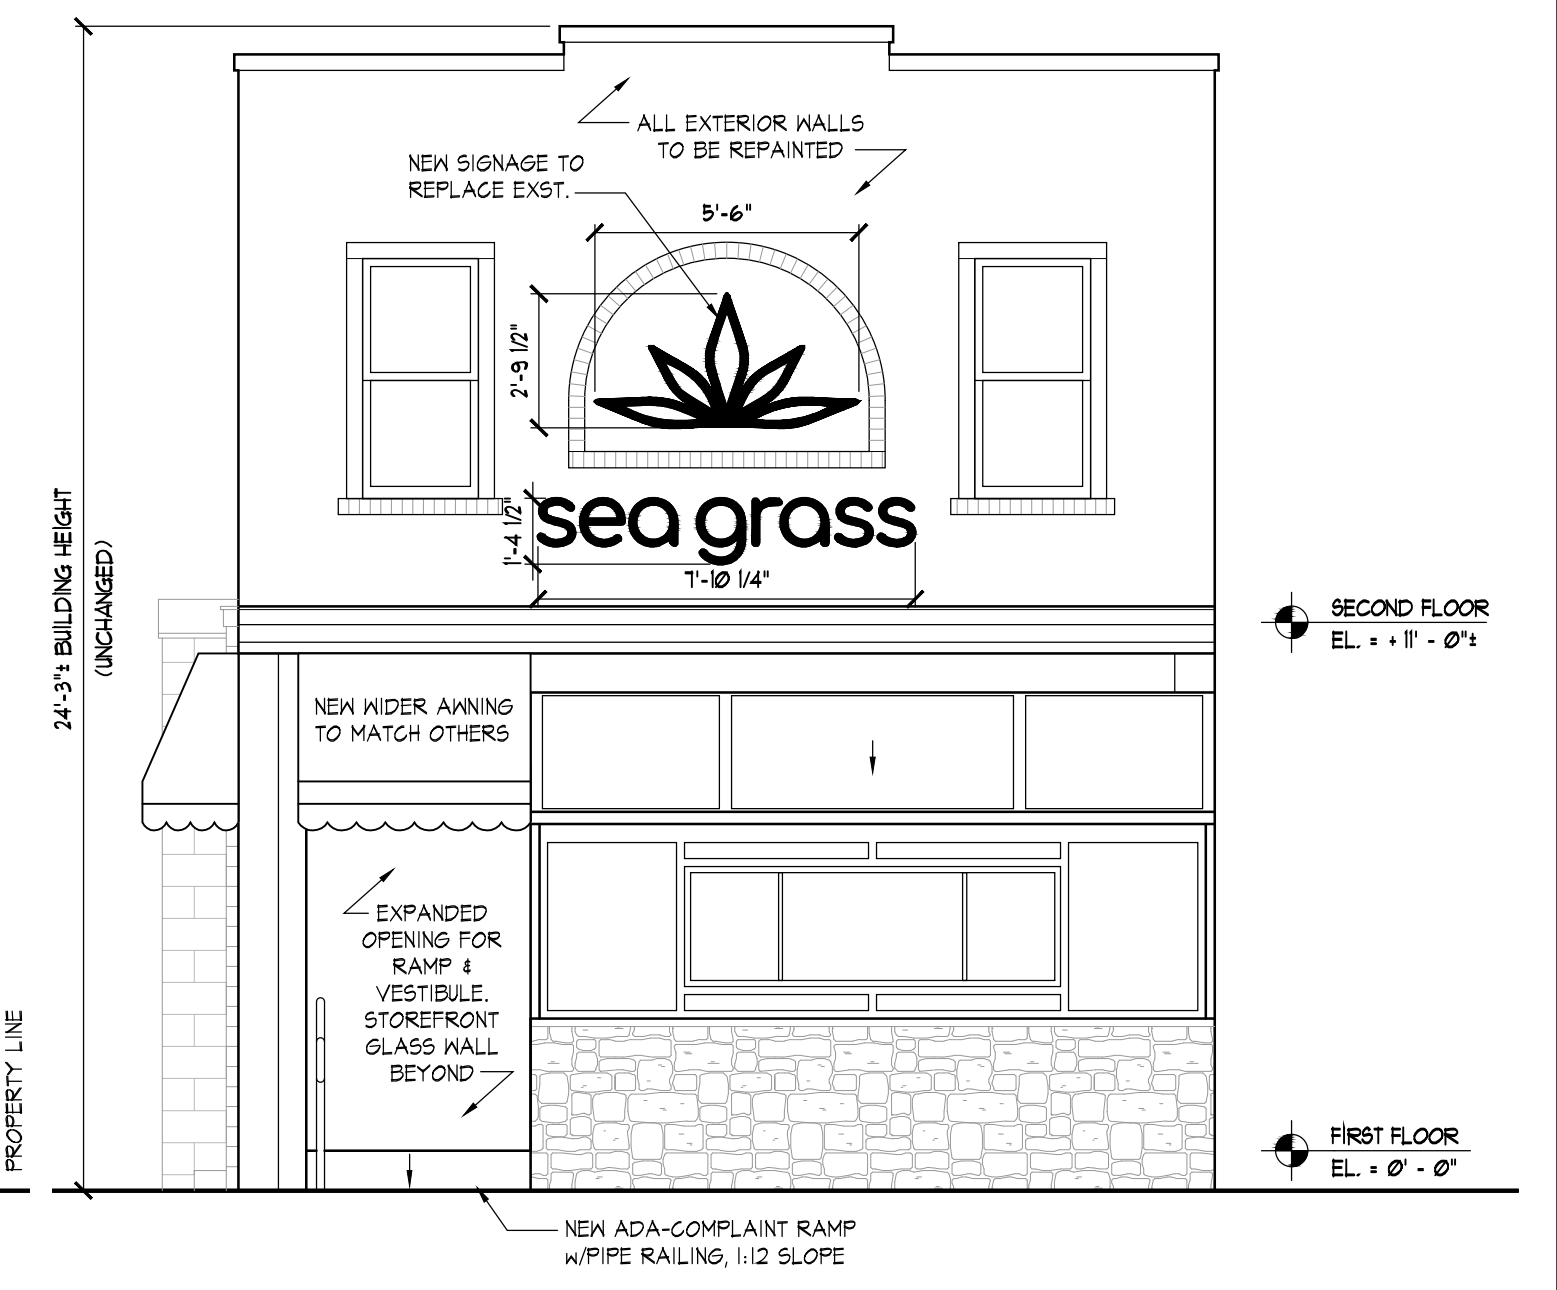 ALL EXTERIOR WALLS
TO BE REPAINTED
NEW SIGNAGE TO
REPLACE EXST.
5'-6"
2'-9 1/2"
sea grass
1'-4 1/2"
7'-10 1/4"
24'-3"± BUILDING HEIGHT
(UNCHANGED)
SECOND FLOOR
EL. = +11' - 0"±
NEW WIDER AWNING
TO MATCH OTHERS
EXPANDED
OPENING FOR
RAMP &
VESTIBULE.
STOREFRONT
GLASS WALL
BEYOND
PROPERTY LINE
FIRST FLOOR
EL. = 0' - 0"
NEW ADA-COMPLAINT RAMP
W/PIPE RAILING, 1:12 SLOPE